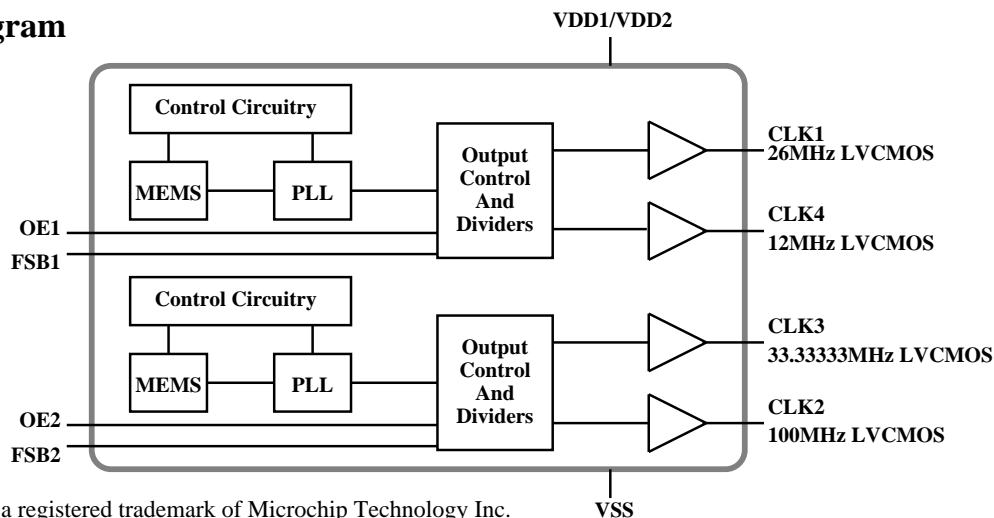 gram
VDD1/VDD2
Control Circuitry
MEMS
PLL
Output
Control
And
Dividers
CLK1
26MHz LVCMOS
CLK4
12MHz LVCMOS
OE1
FSB1
Control Circuitry
MEMS
PLL
Output
Control
And
Dividers
CLK3
33.33333MHz LVCMOS
CLK2
100MHz LVCMOS
OE2
FSB2
VSS
a registered trademark of Microchip Technology Inc.